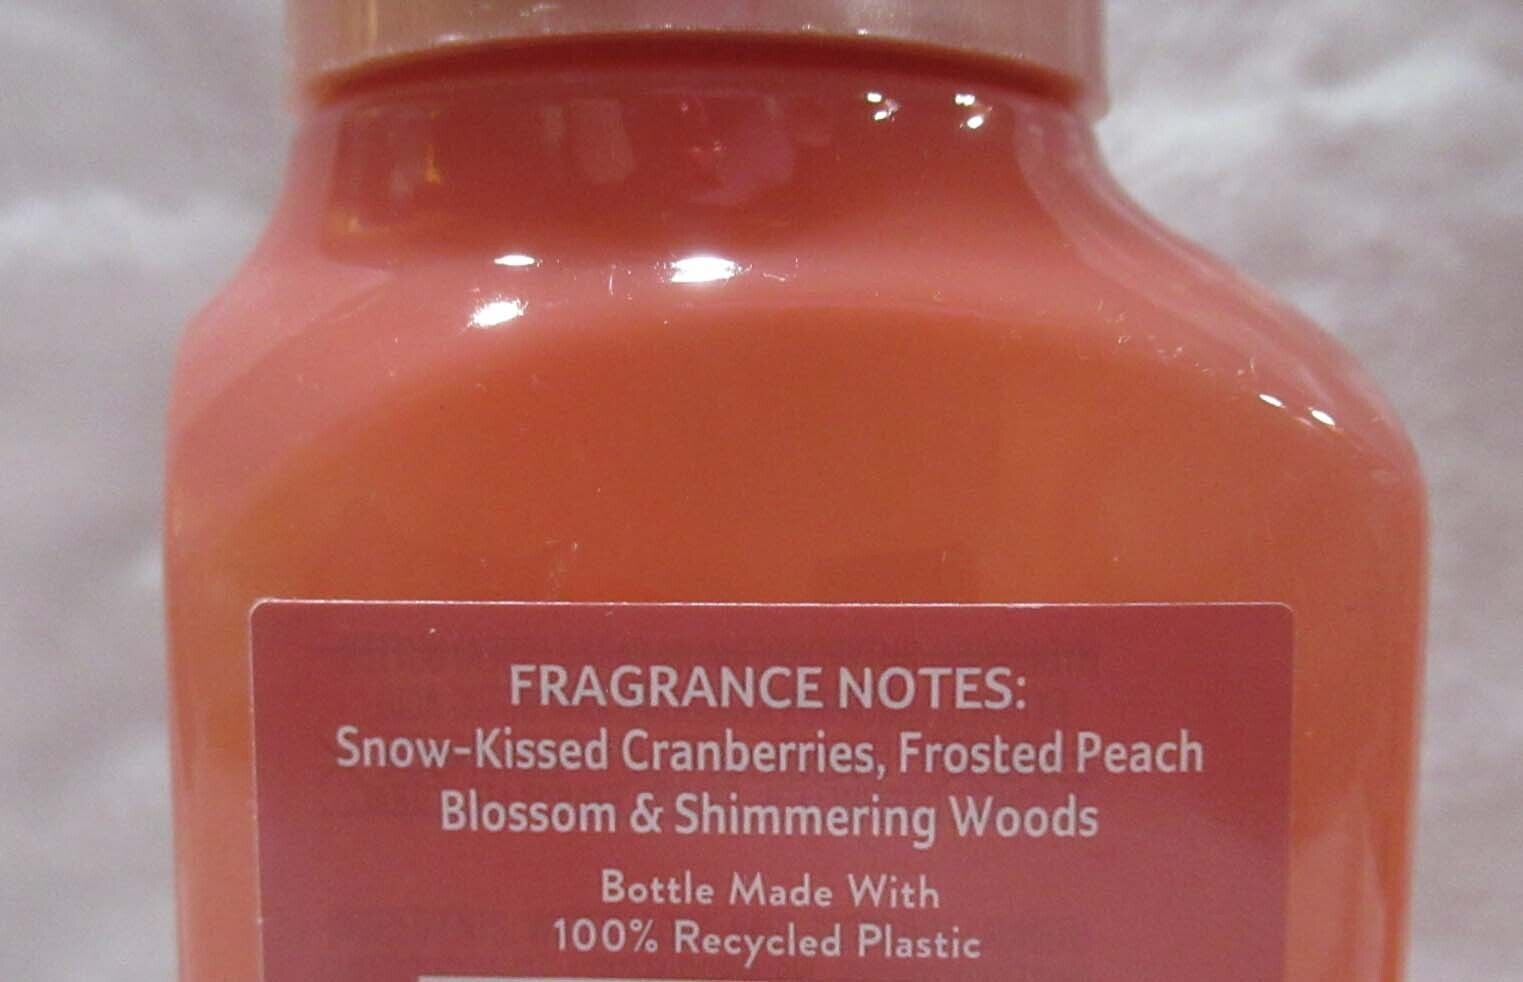 FRAGRANCE NOTES:
Snow-Kissed Cranberries, Frosted Peach
Blossom & Shimmering Woods
Bottle Made With
100% Recycled Plastic